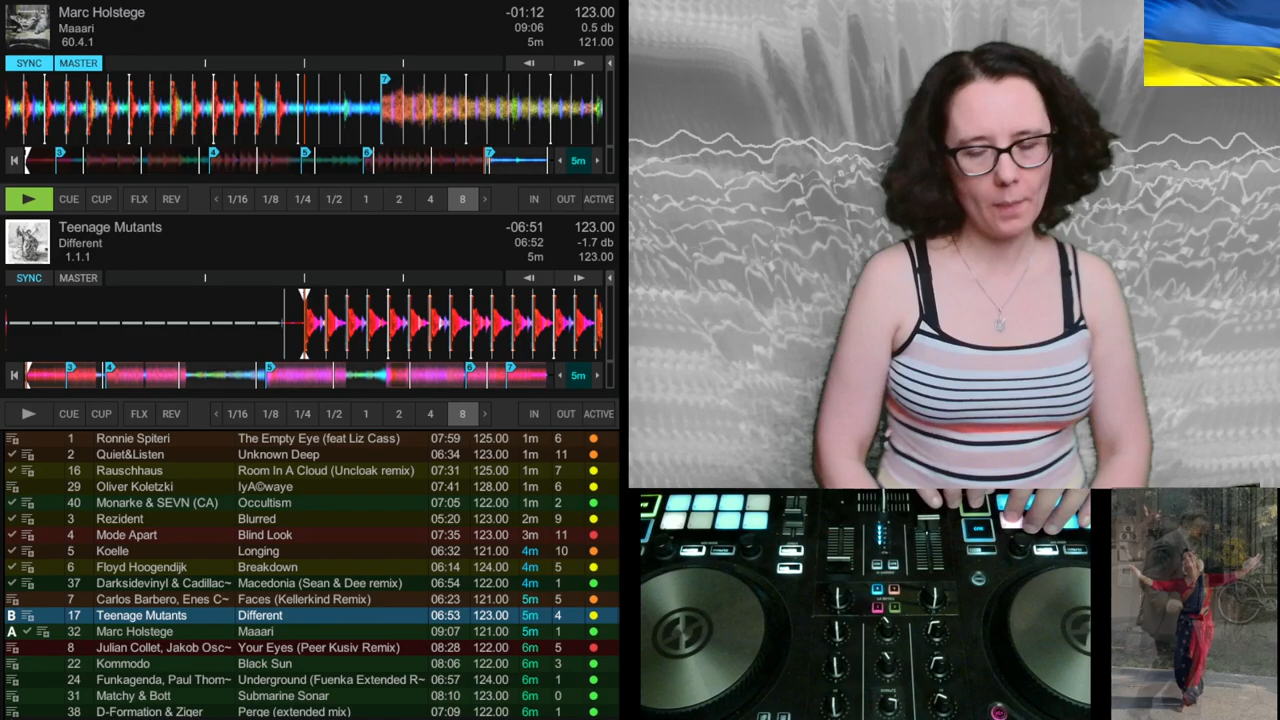 Marc Holstege -01:12 123.00
Maaari 09:06 0.5 db
60.4.1 5m 121.00
SYNC MASTER
7
3 4 5 6 7 5m
CUE CUP FLX REV 1/16 1/8 1/4 1/2 1 2 4 8 IN OUT ACTIVE
Teenage Mutants -06:51 123.00
Different 06:52 -1.7 db
1.1.1 5m 123.00
SYNC MASTER
3 4 5 6 7 5m
CUE CUP FLX REV 1/16 1/8 1/4 1/2 1 2 4 8 IN OUT ACTIVE
1 Ronnie Spiteri The Empty Eye (feat Liz Cass) 07:59 125.00 1m 6
2 Quiet&Listen Unknown Deep 06:34 123.00 1m 11
16 Rauschhaus Room In A Cloud (Uncloak remix) 07:31 125.00 1m 7
29 Oliver Koletzki IyA©waye 07:41 128.00 1m 6
40 Monarke & SEVN (CA) Occultism 07:05 122.00 1m 2
3 Rezident Blurred 05:20 123.00 2m 9
4 Mode Apart Blind Look 07:35 123.00 3m 11
5 Koelle Longing 06:32 121.00 4m 10
6 Floyd Hoogendijk Breakdown 06:14 124.00 4m 5
37 Darksidevinyl & Cadillac~ Macedonia (Sean & Dee remix) 06:54 122.00 4m 1
7 Carlos Barbero, Enes C~ Faces (Kellerkind Remix) 06:23 121.00 5m 5
B 17 Teenage Mutants Different 06:53 123.00 5m 4
A 32 Marc Holstege Maaari 09:07 121.00 5m 1
8 Julian Collet, Jakob Osc~ Your Eyes (Peer Kusiv Remix) 08:28 122.00 6m 5
22 Kommodo Black Sun 08:06 122.00 6m 3
24 Funkagenda, Paul Thom~ Underground (Fuenka Extended R~ 06:57 124.00 6m 1
31 Matchy & Bott Submarine Sonar 08:10 123.00 6m 0
38 D-Formation & Ziger Perge (extended mix) 07:09 122.00 6m 1